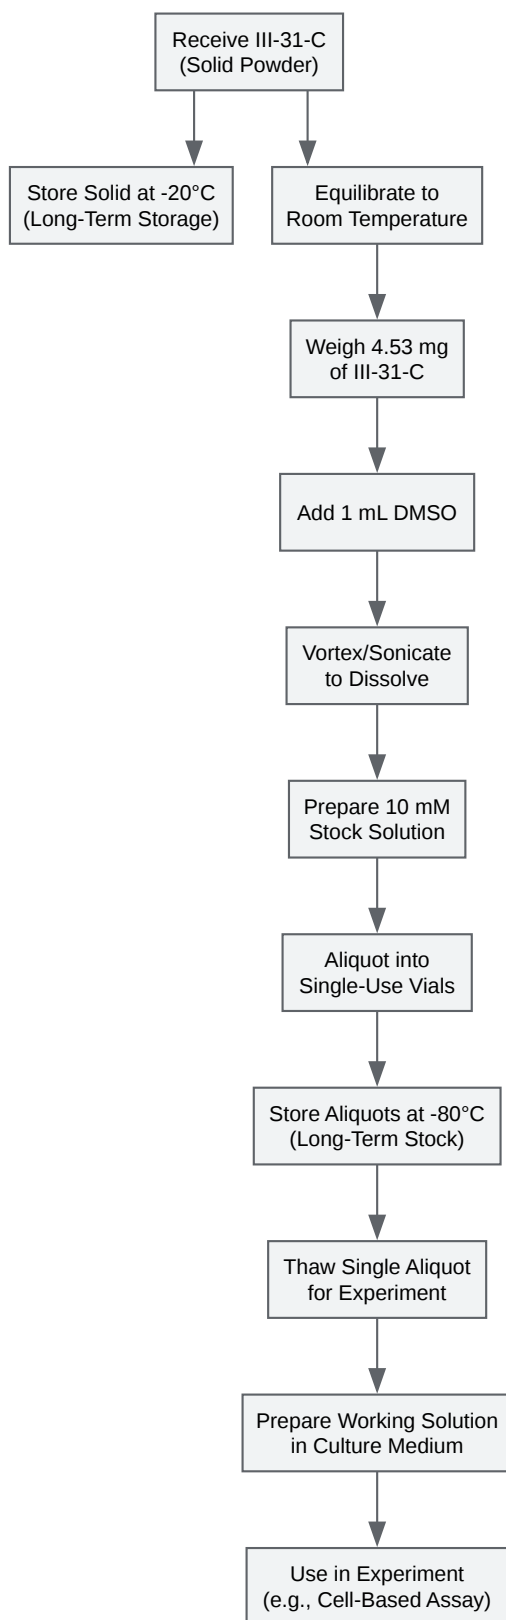 Receive III-31-C
(Solid Powder)
Store Solid at -20°C
(Long-Term Storage)
Equilibrate to
Room Temperature
Weigh 4.53 mg
of III-31-C
Add 1 mL DMSO
Vortex/Sonicate
to Dissolve
Prepare 10 mM
Stock Solution
Aliquot into
Single-Use Vials
Store Aliquots at -80°C
(Long-Term Stock)
Thaw Single Aliquot
for Experiment
Prepare Working Solution
in Culture Medium
Use in Experiment
(e.g., Cell-Based Assay)